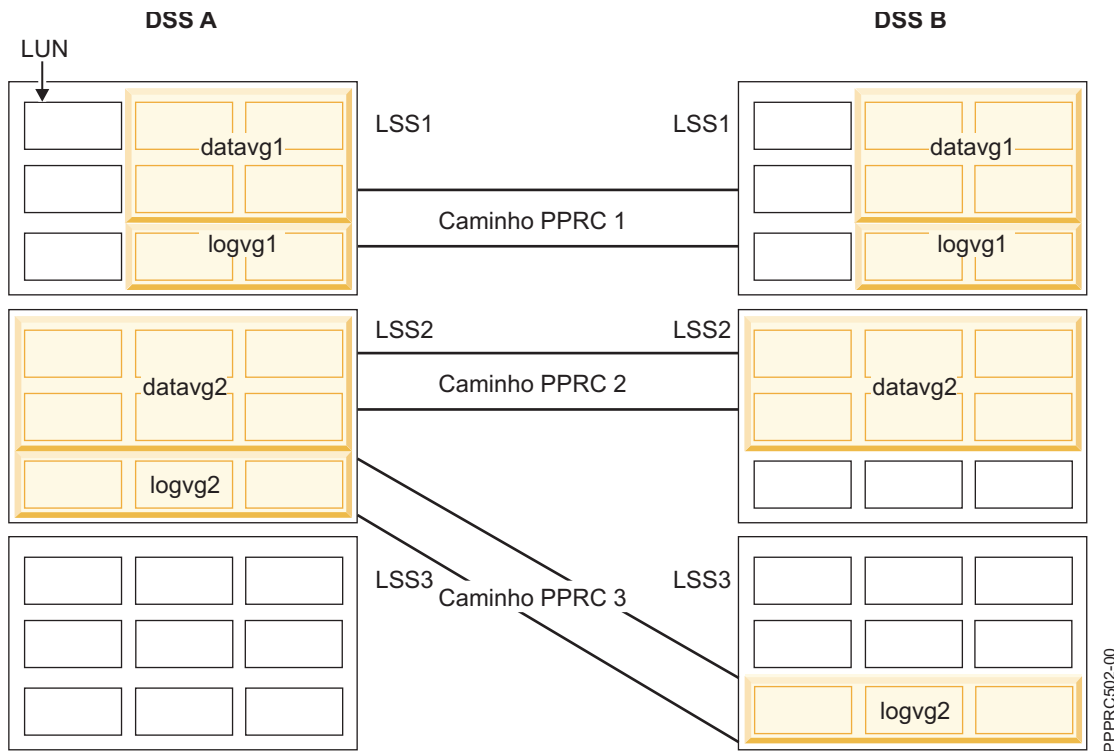 DSS A
DSS B
LUN
LSS1
LSS1
datavg1
datavg1
Caminho PPRC 1
logvg1
logvg1
LSS2
LSS2
Caminho PPRC 2
datavg2
datavg2
logvg2
LSS3
LSS3
Caminho PPRC 3
logvg2
PPPRC502-00